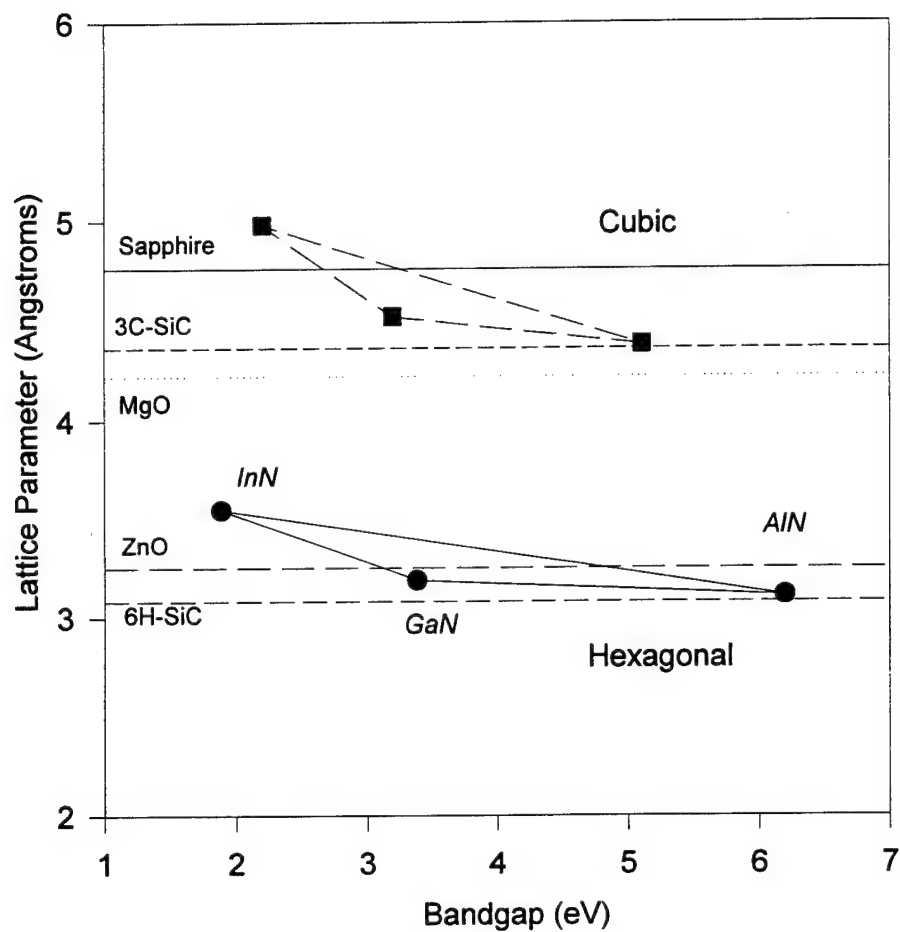 6
5
4
3
2
Lattice Parameter (Angstroms)
Cubic
Sapphire
3C-SiC
MgO
InN
AlN
ZnO
6H-SiC
GaN
Hexagonal
1 2 3 4 5 6 7
Bandgap (eV)